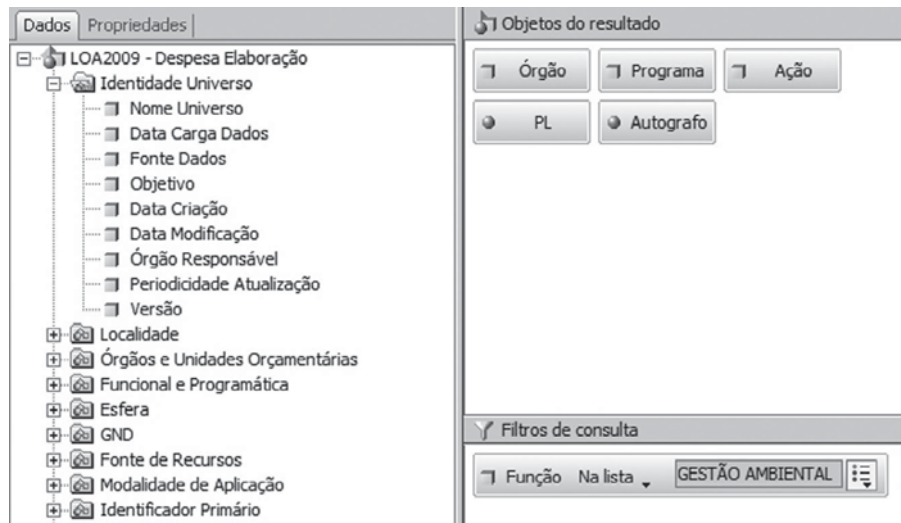 Dados Propriedades
LOA2009 - Despesa Elaboração
Identidade Universo
Nome Universo
Data Carga Dados
Fonte Dados
Objetivo
Data Criação
Data Modificação
Órgão Responsável
Periodicidade Atualização
Versão
Localidade
Órgãos e Unidades Orçamentárias
Funcional e Programática
Esfera
GND
Fonte de Recursos
Modalidade de Aplicação
Identificador Primário
Objetos do resultado
Órgão Programa Ação
PL Autografo
Filtros de consulta
Função Na lista GESTÃO AMBIENTAL